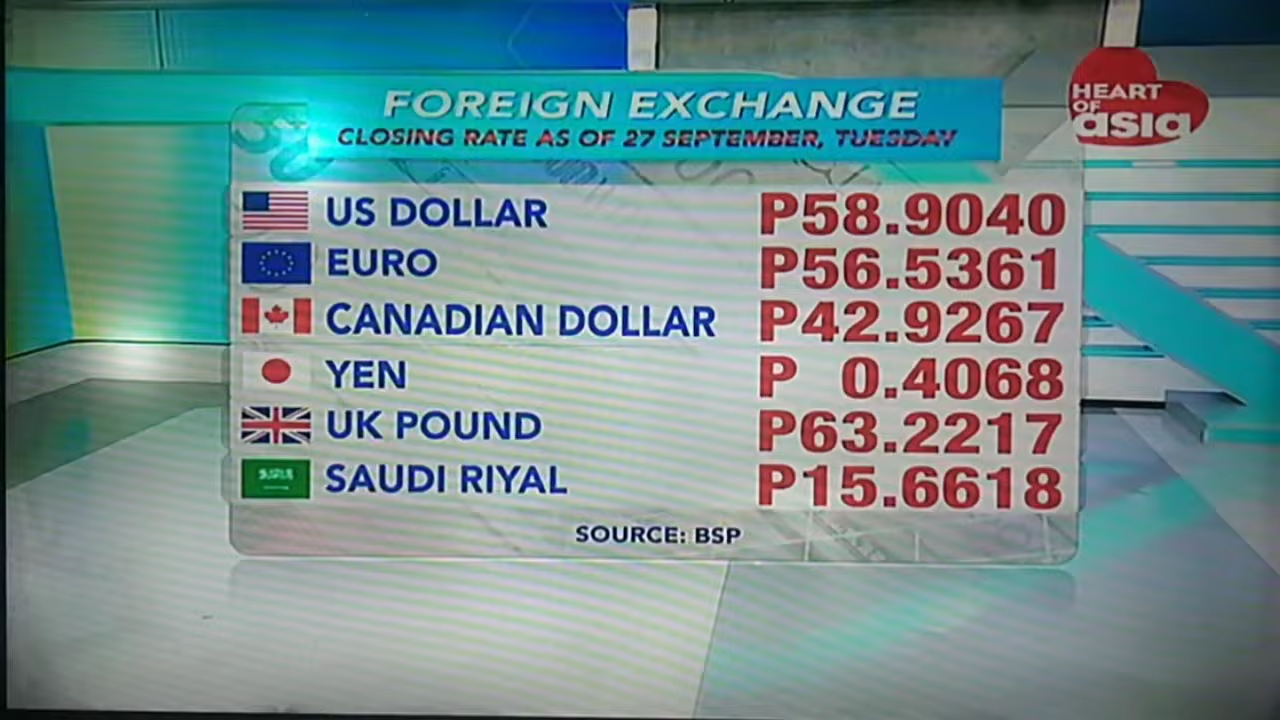 FOREIGN EXCHANGE
CLOSING RATE AS OF 27 SEPTEMBER, TUESDAY
HEART
OF
asia
US DOLLAR P58.9040
EURO P56.5361
CANADIAN DOLLAR P42.9267
YEN P 0.4068
UK POUND P63.2217
SAUDI RIYAL P15.6618
SOURCE: BSP